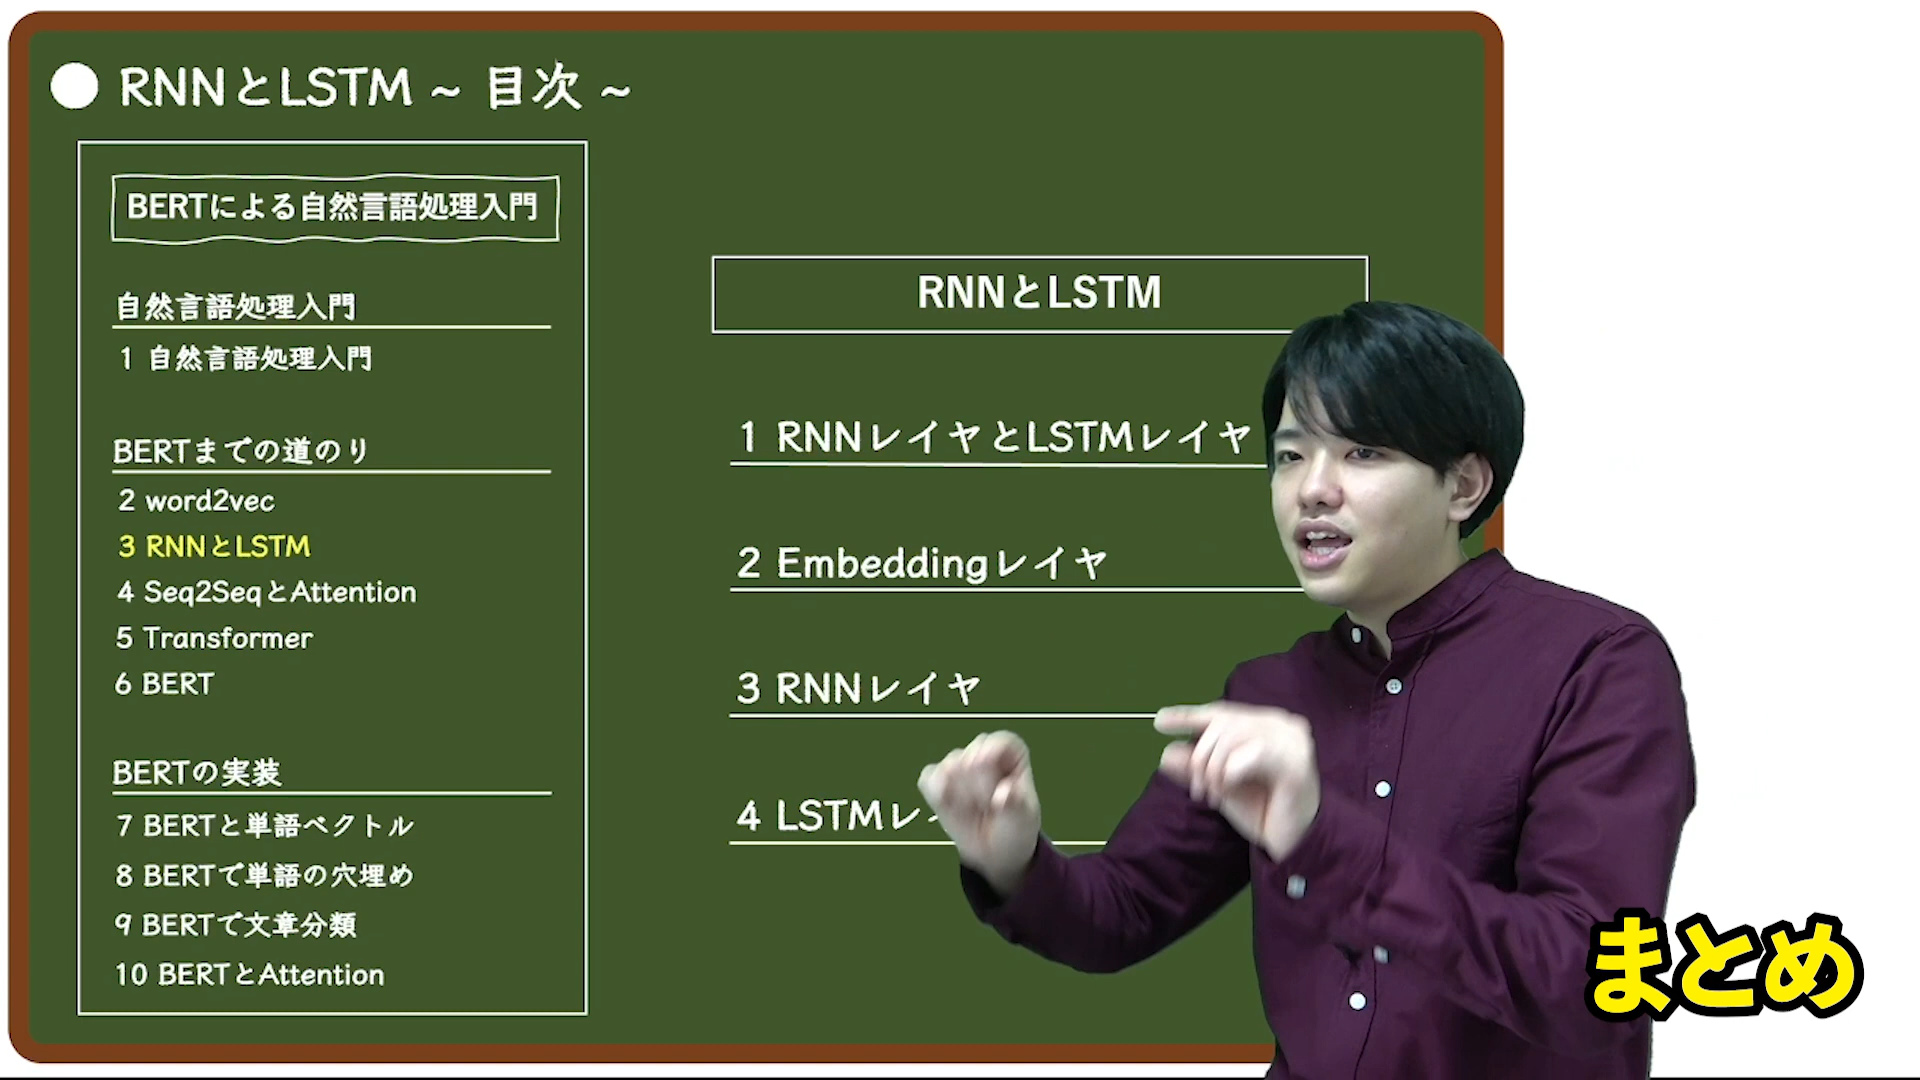 RNNとLSTM ~ 目次 ~
BERTによる自然言語処理入門
自然言語処理入門
1 自然言語処理入門
BERTまでの道のり
2 word2vec
3 RNNとLSTM
4 Seq2SeqとAttention
5 Transformer
6 BERT
BERTの実装
7 BERTと単語ベクトル
8 BERTで単語の穴埋め
9 BERTで文章分類
10 BERTとAttention
RNNとLSTM
1 RNNレイヤとLSTMレイヤ
2 Embeddingレイヤ
3 RNNレイヤ
4 LSTMレ
まとめ